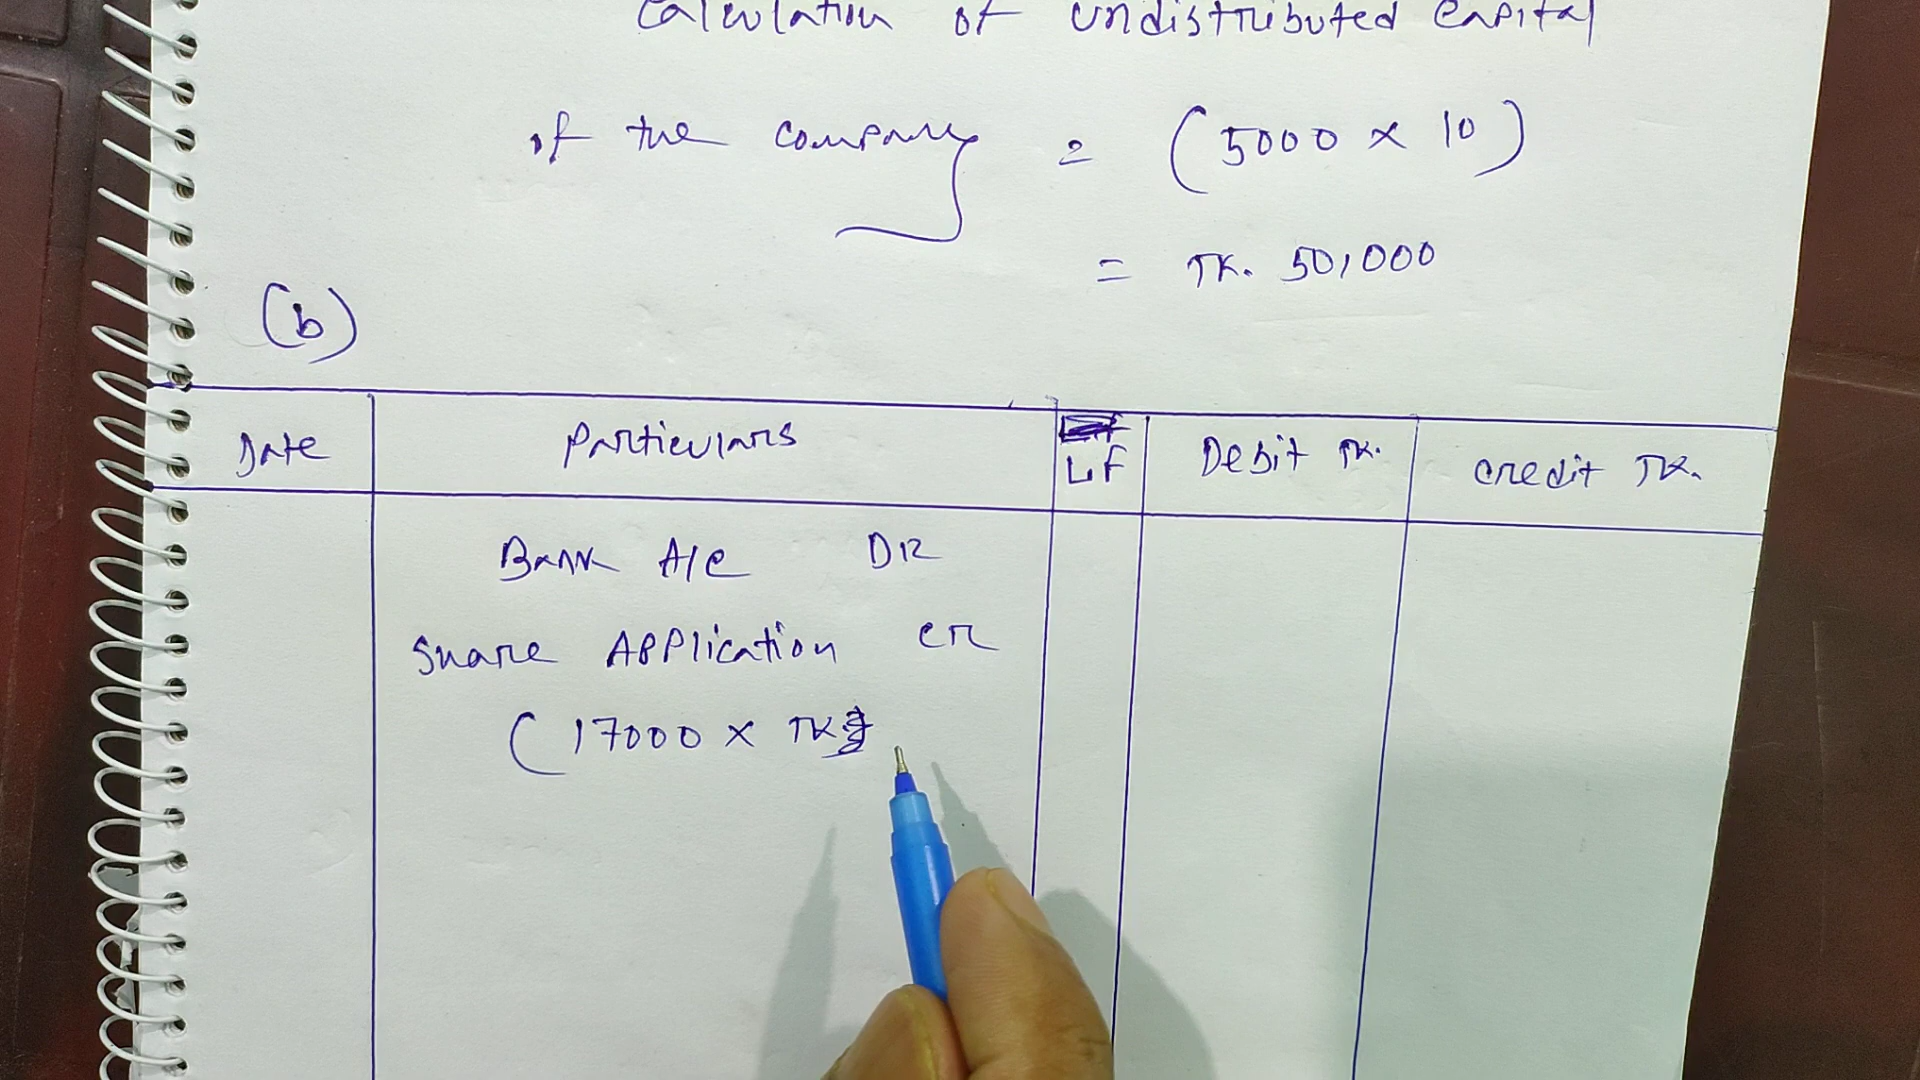 Calculation of undistributed capital
of the company = (5000 × 10)
= TK. 50,000
(b)
Date Particulars L.F Debit TK. Credit TK.
Bank A/C DR
Share Application CR
(17000 × TK